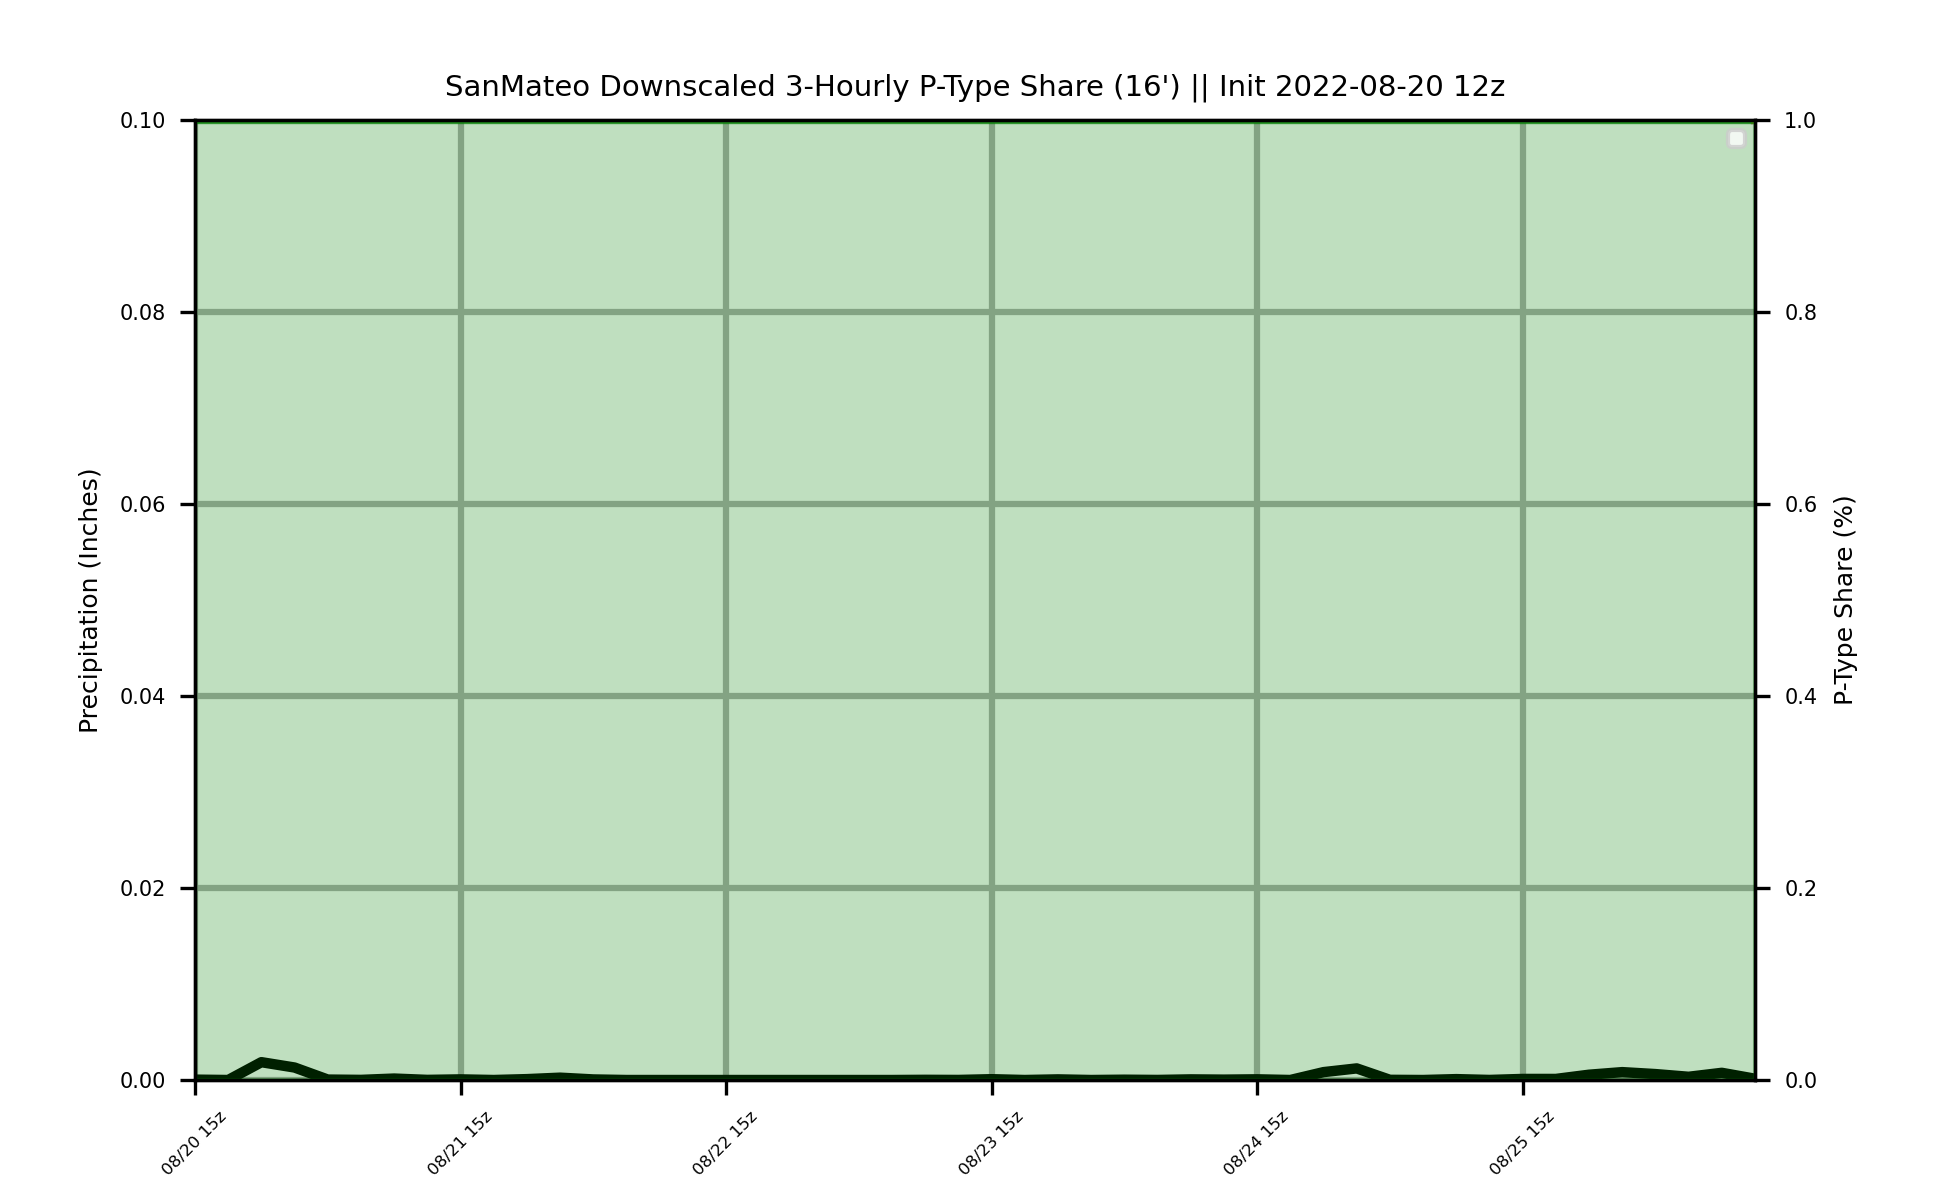 SanMateo Downscaled 3-Hourly P-Type Share (16') || Init 2022-08-20 12z
0.10
0.08
0.06
0.04
0.02
0.00
Precipitation (Inches)
1.0
0.8
0.6
0.4
0.2
0.0
P-Type Share (%)
08/20 15z
08/21 15z
08/22 15z
08/23 15z
08/24 15z
08/25 15z